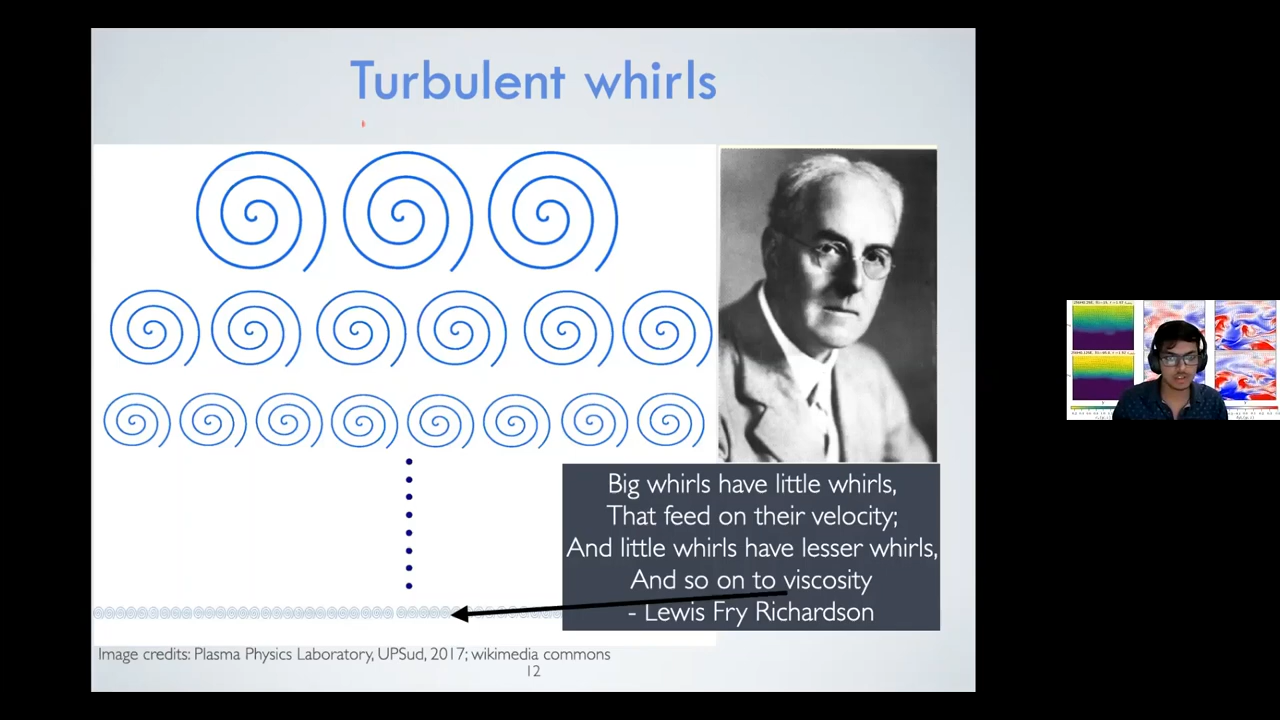 Turbulent whirls
Big whirls have little whirls,
That feed on their velocity;
And little whirls have lesser whirls,
And so on to viscosity
- Lewis Fry Richardson
Image credits: Plasma Physics Laboratory, UPSud, 2017; wikimedia commons
12